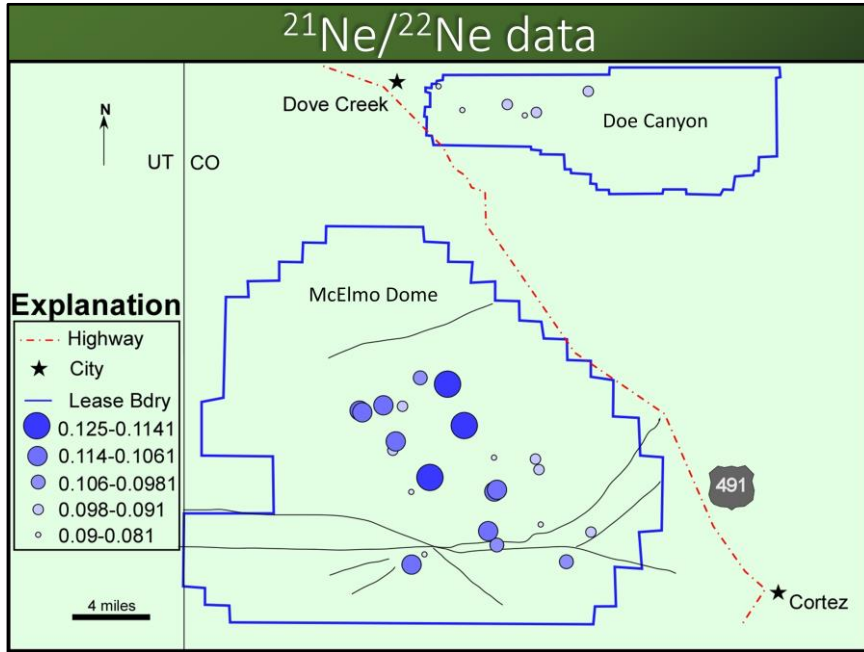 ²¹Ne/²²Ne data
Dove Creek
Doe Canyon
N
UT CO
McElmo Dome
Explanation
Highway
City
Lease Bdry
0.125-0.1141
0.114-0.1061
0.106-0.0981
0.098-0.091
0.09-0.081
491
4 miles
Cortez